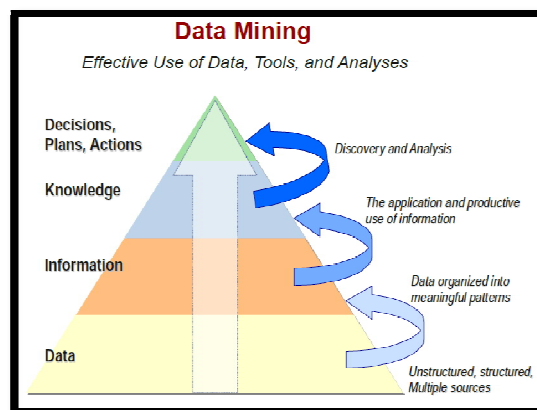 Data Mining
Effective Use of Data, Tools, and Analyses
Decisions,
Plans, Actions
Discovery and Analysis
Knowledge
The application and productive
use of information
Information
Data organized into
meaningful patterns
Data
Unstructured, structured,
Multiple sources